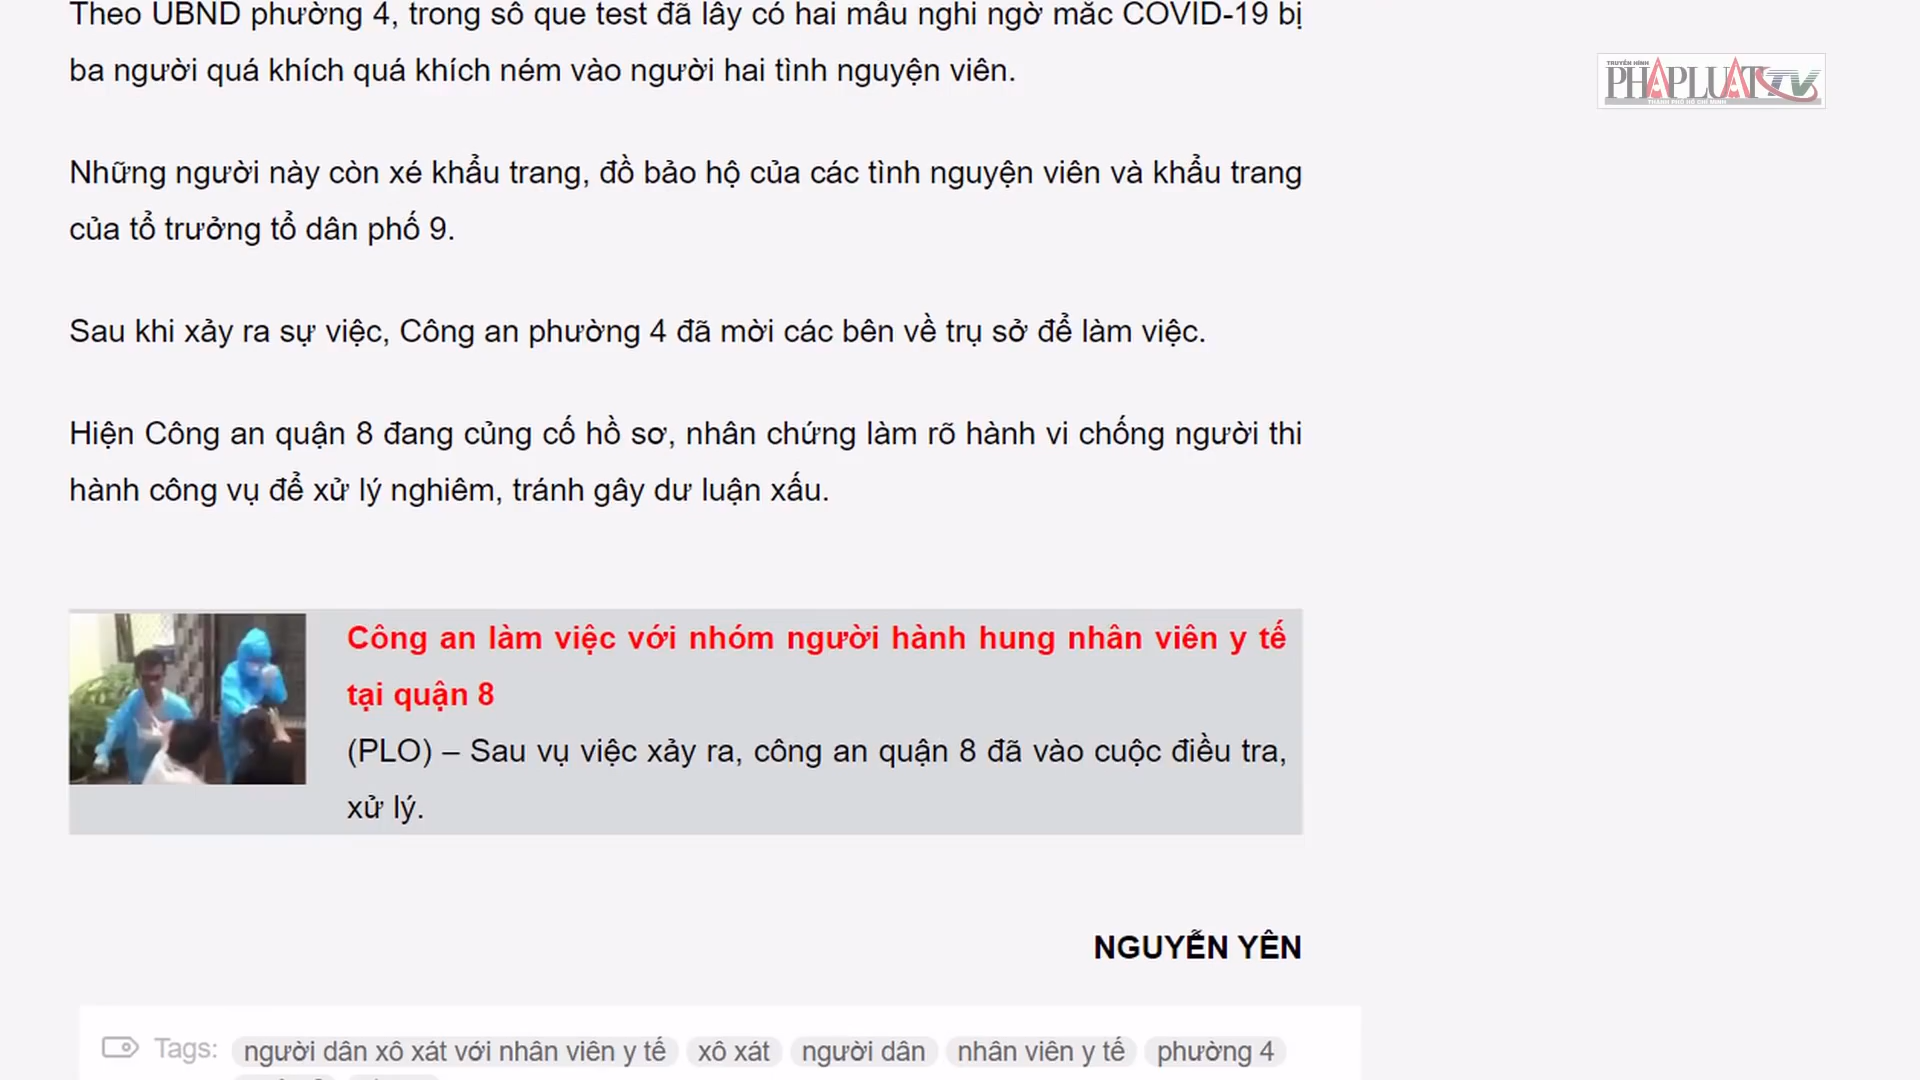 Theo UBND phường 4, trong số que test đã lấy có hai mẫu nghi ngờ mắc COVID-19 bị
ba người quá khích quá khích ném vào người hai tình nguyện viên.
TRUYỀN HÌNH
PHÁPLUẬTTV
THÀNH PHỐ HỒ CHÍ MINH
Những người này còn xé khẩu trang, đồ bảo hộ của các tình nguyện viên và khẩu trang
của tổ trưởng tổ dân phố 9.
Sau khi xảy ra sự việc, Công an phường 4 đã mời các bên về trụ sở để làm việc.
Hiện Công an quận 8 đang củng cố hồ sơ, nhân chứng làm rõ hành vi chống người thi
hành công vụ để xử lý nghiêm, tránh gây dư luận xấu.
Công an làm việc với nhóm người hành hung nhân viên y tế
tại quận 8
(PLO) – Sau vụ việc xảy ra, công an quận 8 đã vào cuộc điều tra,
xử lý.
NGUYỄN YÊN
Tags: người dân xô xát với nhân viên y tế xô xát người dân nhân viên y tế phường 4